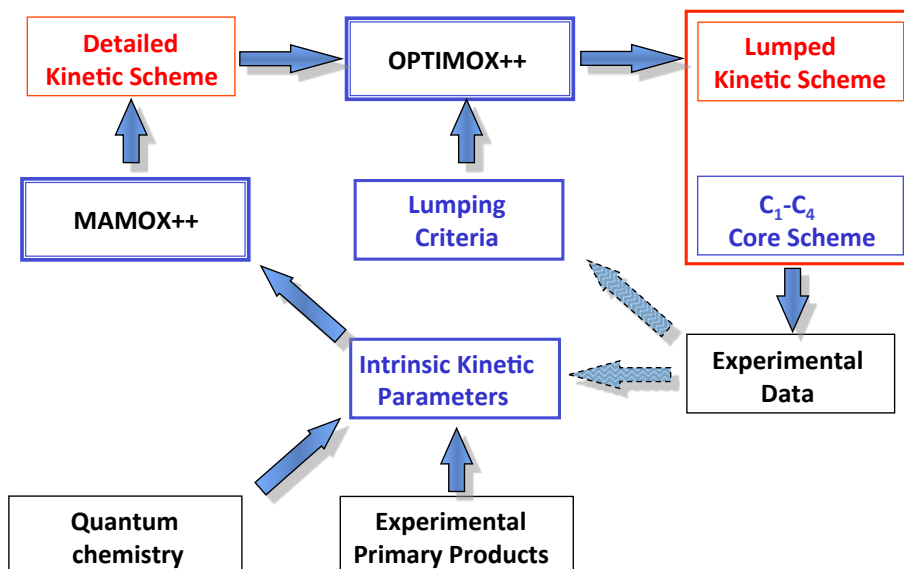 Detailed
Kinetic Scheme
OPTIMOX++
Lumped
Kinetic Scheme
MAMOX++
Lumping
Criteria
C₁-C₄
Core Scheme
Intrinsic Kinetic
Parameters
Experimental
Data
Quantum
chemistry
Experimental
Primary Products